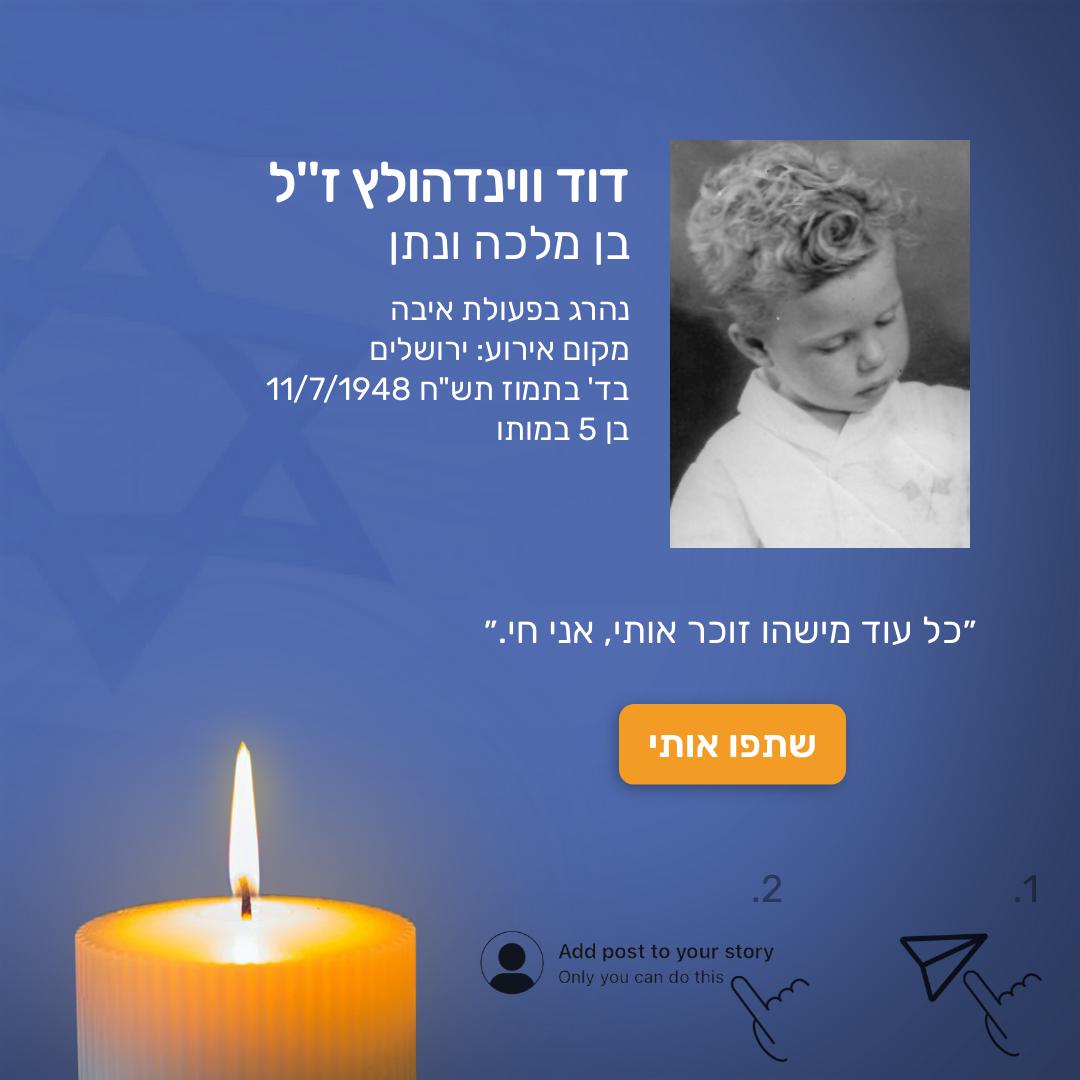 דוד ווינדהולץ ז"ל
בן מלכה ונתן
נהרג בפעולת איבה
מקום אירוע: ירושלים
בד' בתמוז תש"ח 11/7/1948
בן 5 במותו
״כל עוד מישהו זוכר אותי, אני חי.״
שתפו אותי
1.
2.
Add post to your story
Only you can do this